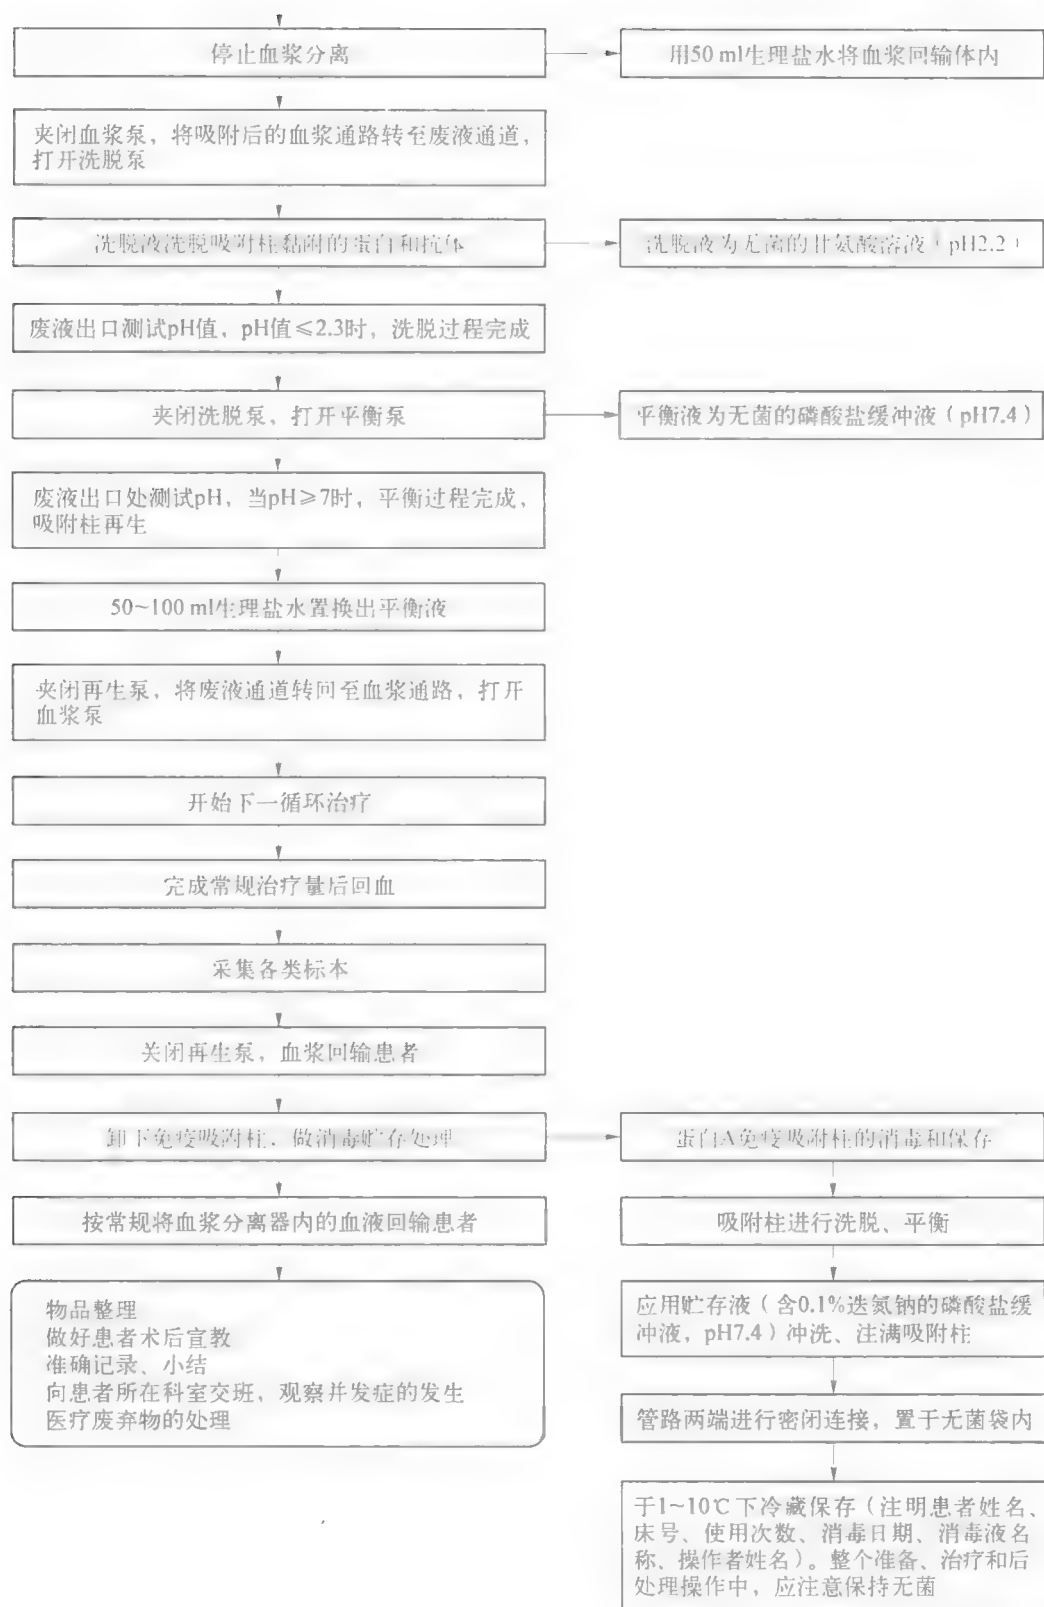 停止血浆分离
用50 ml生理盐水将血浆回输体内
夹闭血浆泵，将吸附后的血浆通路转至废液通道，
打开洗脱泵
洗脱液洗脱吸附柱黏附的蛋白和抗体
洗脱液为无菌的甘氨酸溶液（pH2.2）
废液出口测试pH值，pH值≤2.3时，洗脱过程完成
夹闭洗脱泵，打开平衡泵
平衡液为无菌的磷酸盐缓冲液（pH7.4）
废液出口处测试pH，当pH≥7时，平衡过程完成，
吸附柱再生
50~100 ml生理盐水置换出平衡液
夹闭再生泵，将废液通道转回至血浆通路，打开
血浆泵
开始下一循环治疗
完成常规治疗量后回血
采集各类标本
关闭再生泵，血浆回输患者
卸下免疫吸附柱，做消毒贮存处理
按常规将血浆分离器内的血液回输患者
物品整理
做好患者术后宣教
准确记录、小结
向患者所在科室交班，观察并发症的发生
医疗废弃物的处理
蛋白A免疫吸附柱的消毒和保存
吸附柱进行洗脱、平衡
应用贮存液（含0.1%迭氮钠的磷酸盐缓
冲液，pH7.4）冲洗、注满吸附柱
管路两端进行密闭连接，置于无菌袋内
于1~10℃下冷藏保存（注明患者姓名、
床号、使用次数、消毒日期、消毒液名
称、操作者姓名）。整个准备、治疗和后
处理操作中，应注意保持无菌